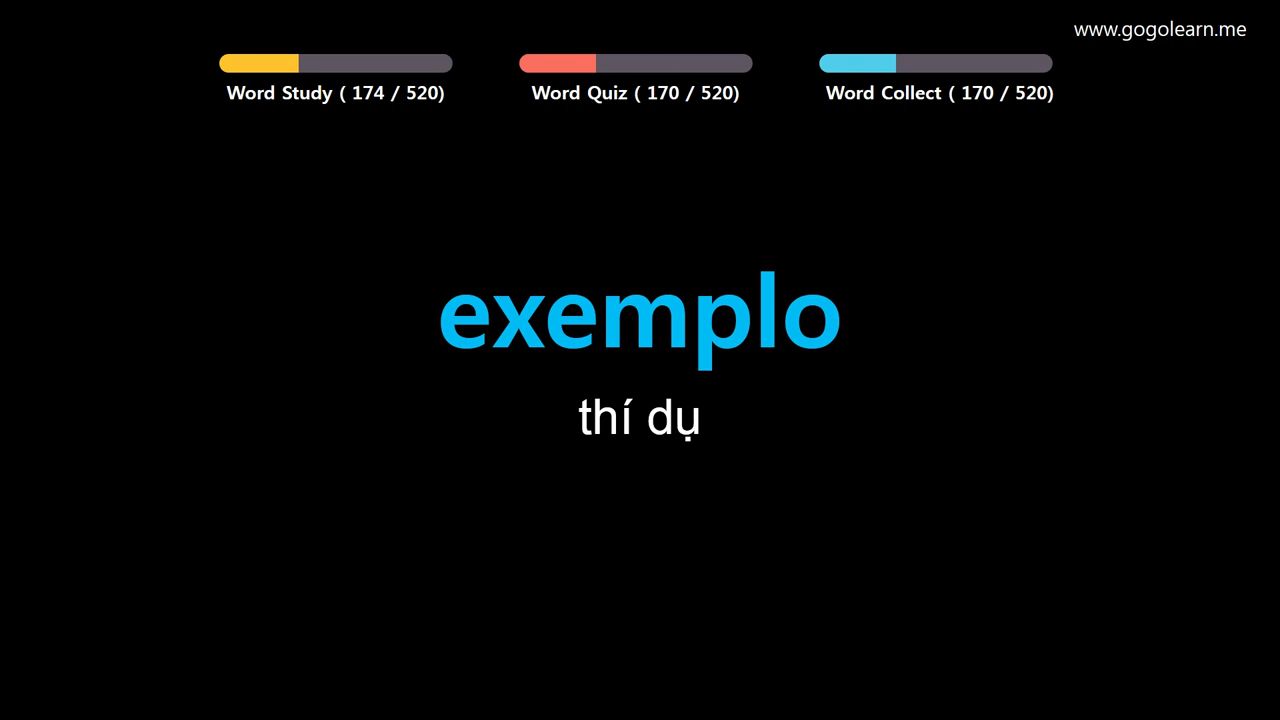 www.gogolearn.me
Word Study ( 174 / 520)
Word Quiz ( 170 / 520)
Word Collect ( 170 / 520)
exemplo
thí dụ